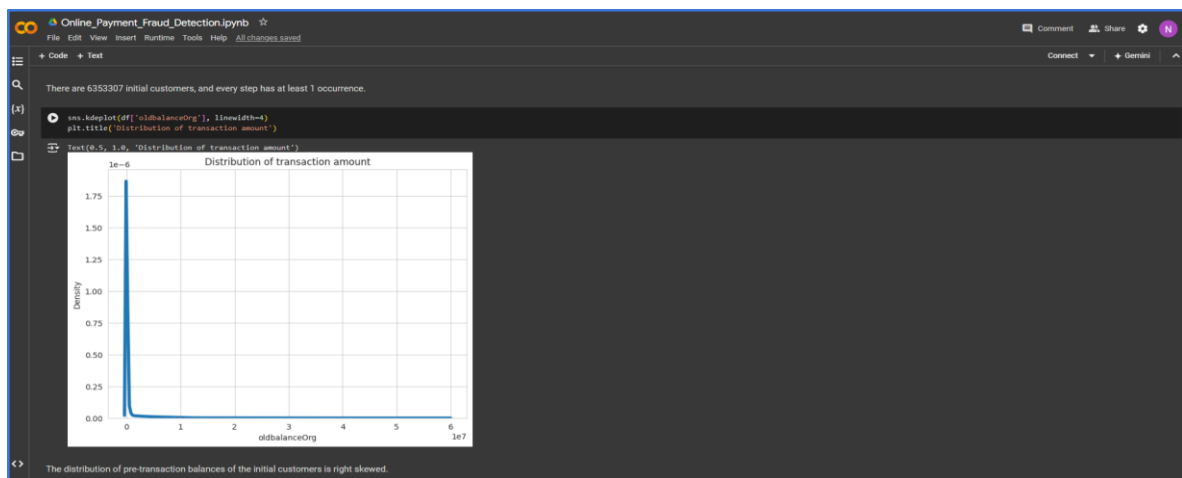 Online_Payment_Fraud_Detection.ipynb
Comment Share N
File Edit View Insert Runtime Tools Help All changes saved
+ Code + Text
Connect + Gemini
There are 6353307 initial customers, and every step has at least 1 occurrence.
{x}
sns.kdeplot(df['oldbalanceOrg'], linewidth=4)
plt.title('Distribution of transaction amount')
Text(0.5, 1.0, 'Distribution of transaction amount')
1e−6
Distribution of transaction amount
1.75
1.50
1.25
1.00
0.75
0.50
0.25
0.00
Density
0 1 2 3 4 5 6
1e7
oldbalanceOrg
The distribution of pre-transaction balances of the initial customers is right skewed.